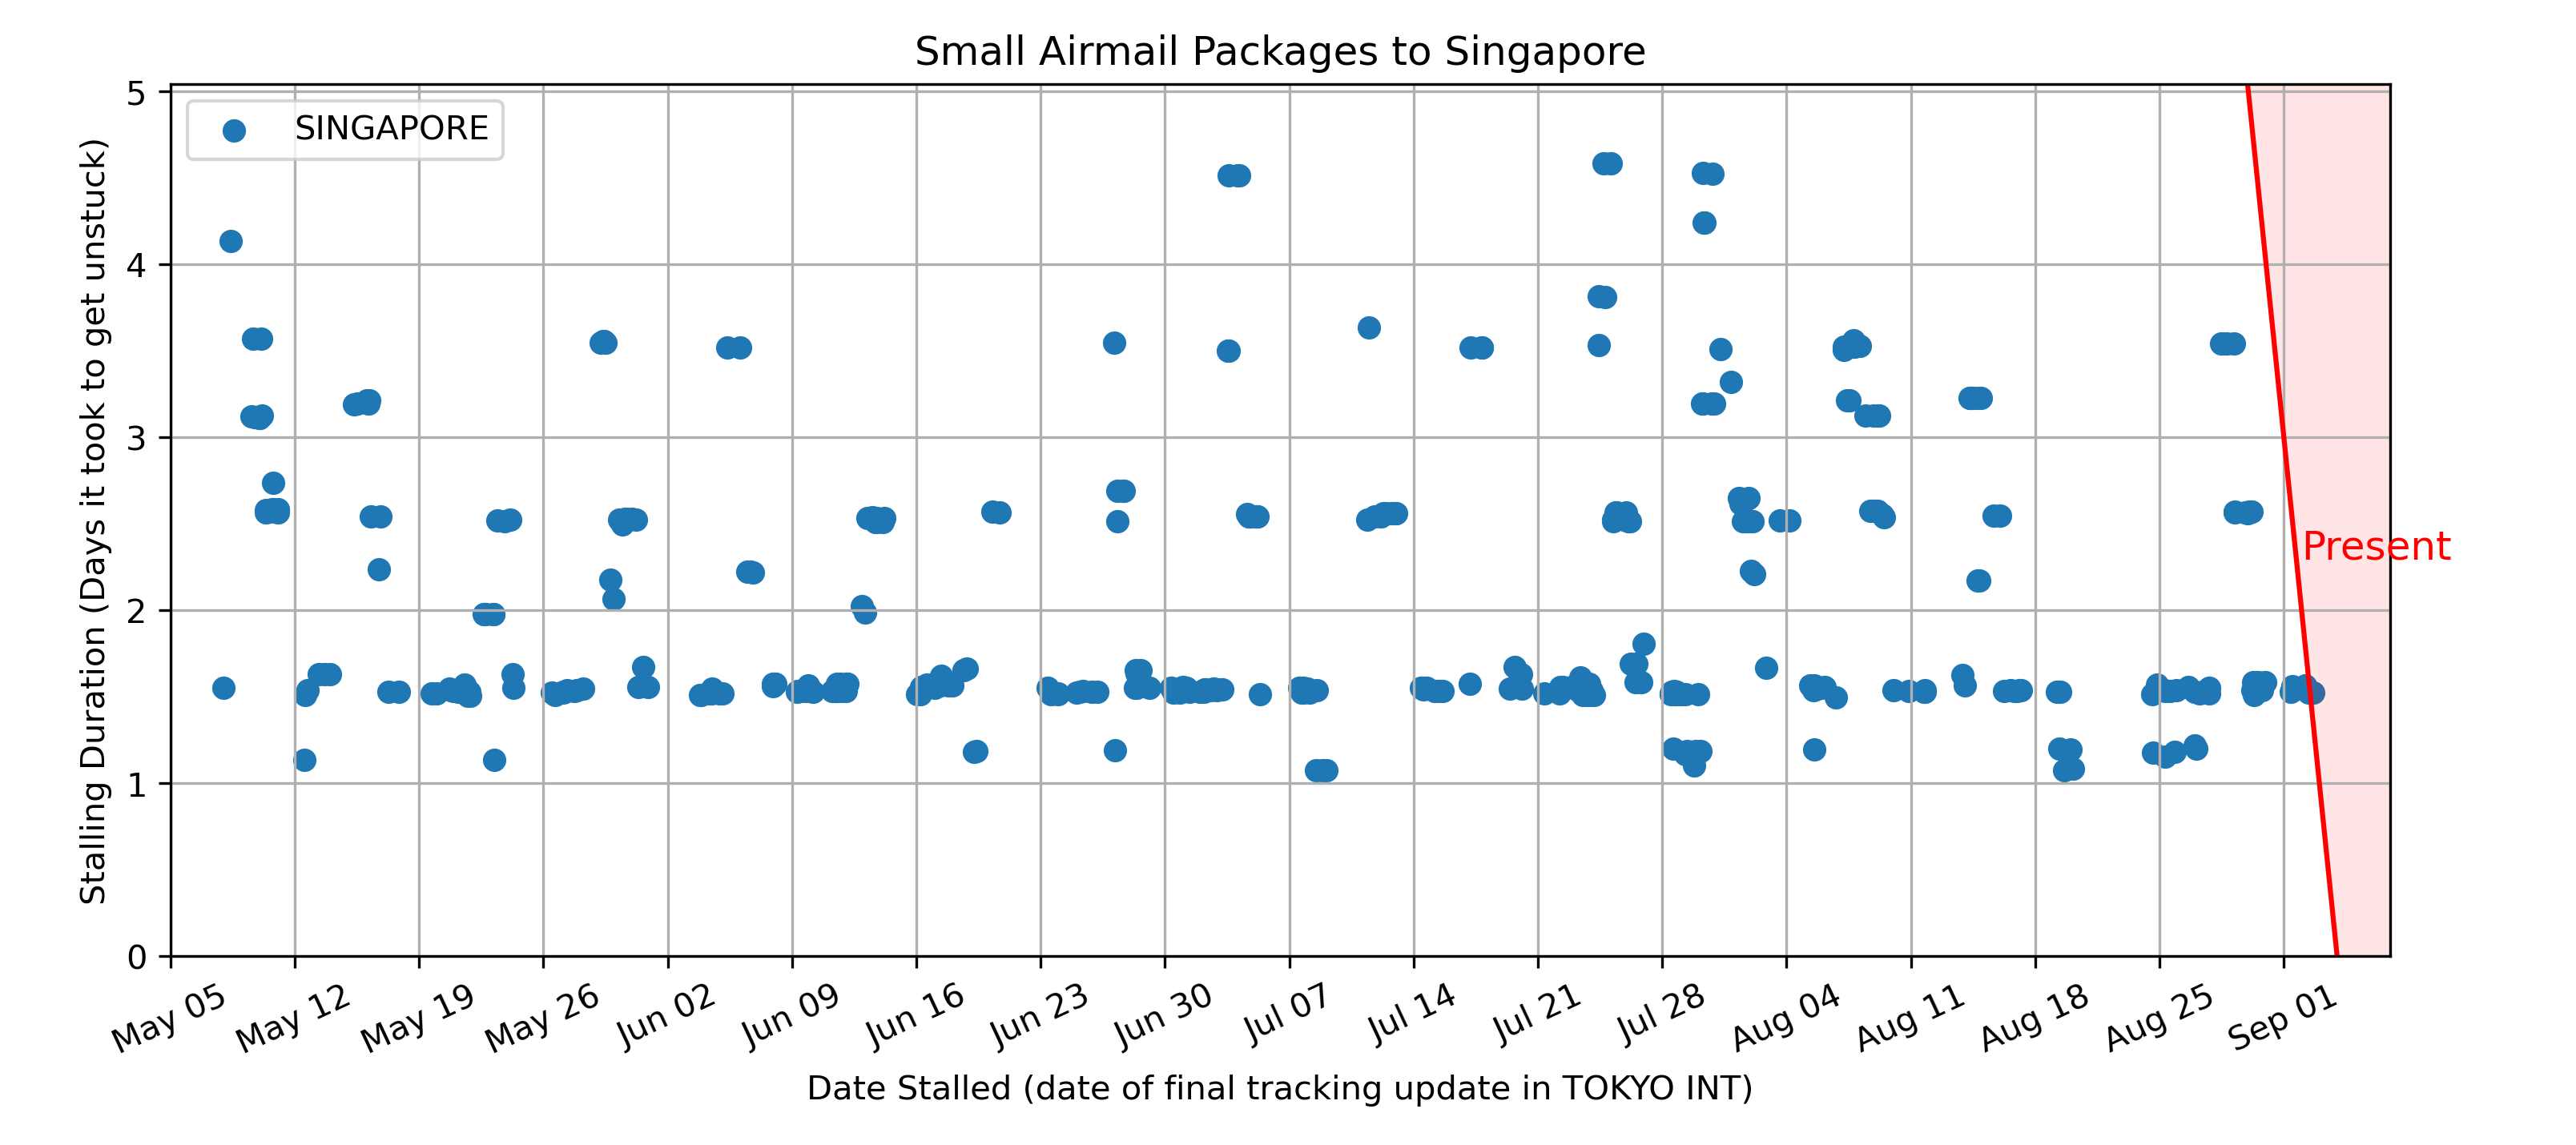 Small Airmail Packages to Singapore
SINGAPORE
Stalling Duration (Days it took to get unstuck)
5
4
3
2
1
0
Present
May 05
May 12
May 19
May 26
Jun 02
Jun 09
Jun 16
Jun 23
Jun 30
Jul 07
Jul 14
Jul 21
Jul 28
Aug 04
Aug 11
Aug 18
Aug 25
Sep 01
Date Stalled (date of final tracking update in TOKYO INT)